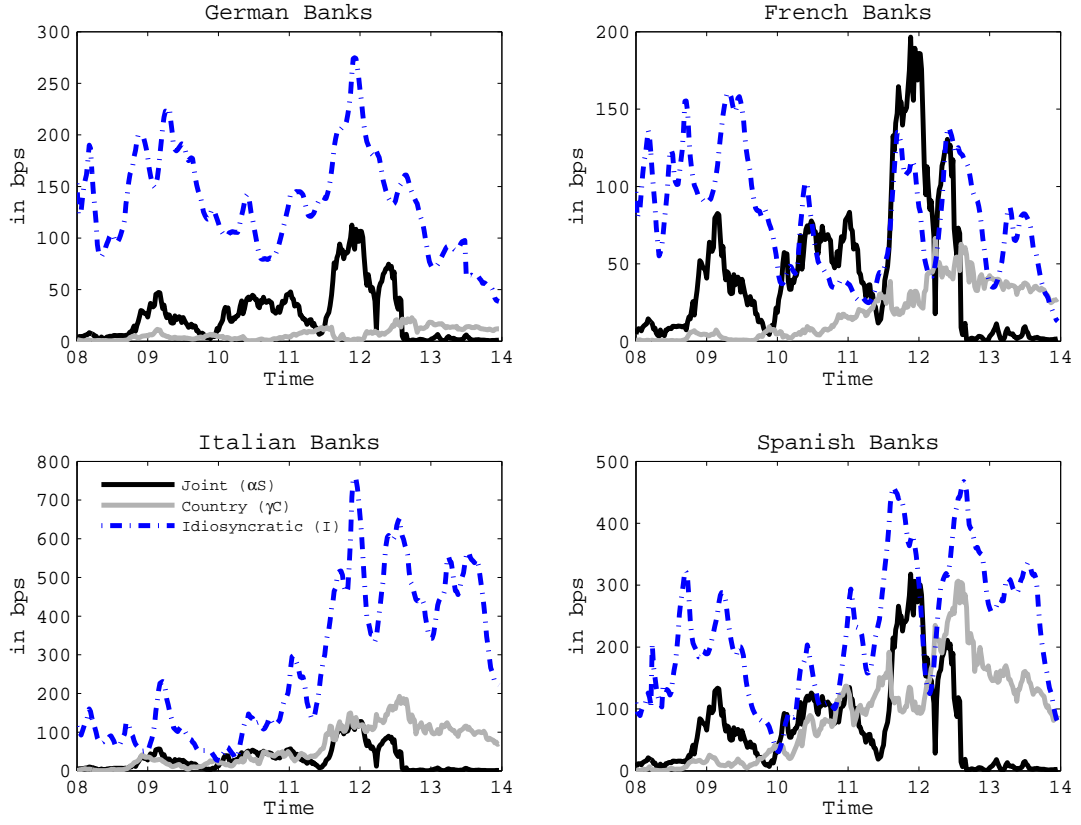 German Banks
300
250
200
150
100
50
0
in bps
08 09 10 11 12 13 14
Time
French Banks
200
150
100
50
0
in bps
08 09 10 11 12 13 14
Time
Italian Banks
800
700
600
500
400
300
200
100
0
in bps
Joint (αS)
Country (γC)
Idiosyncratic (I)
08 09 10 11 12 13 14
Time
Spanish Banks
500
400
300
200
100
0
in bps
08 09 10 11 12 13 14
Time